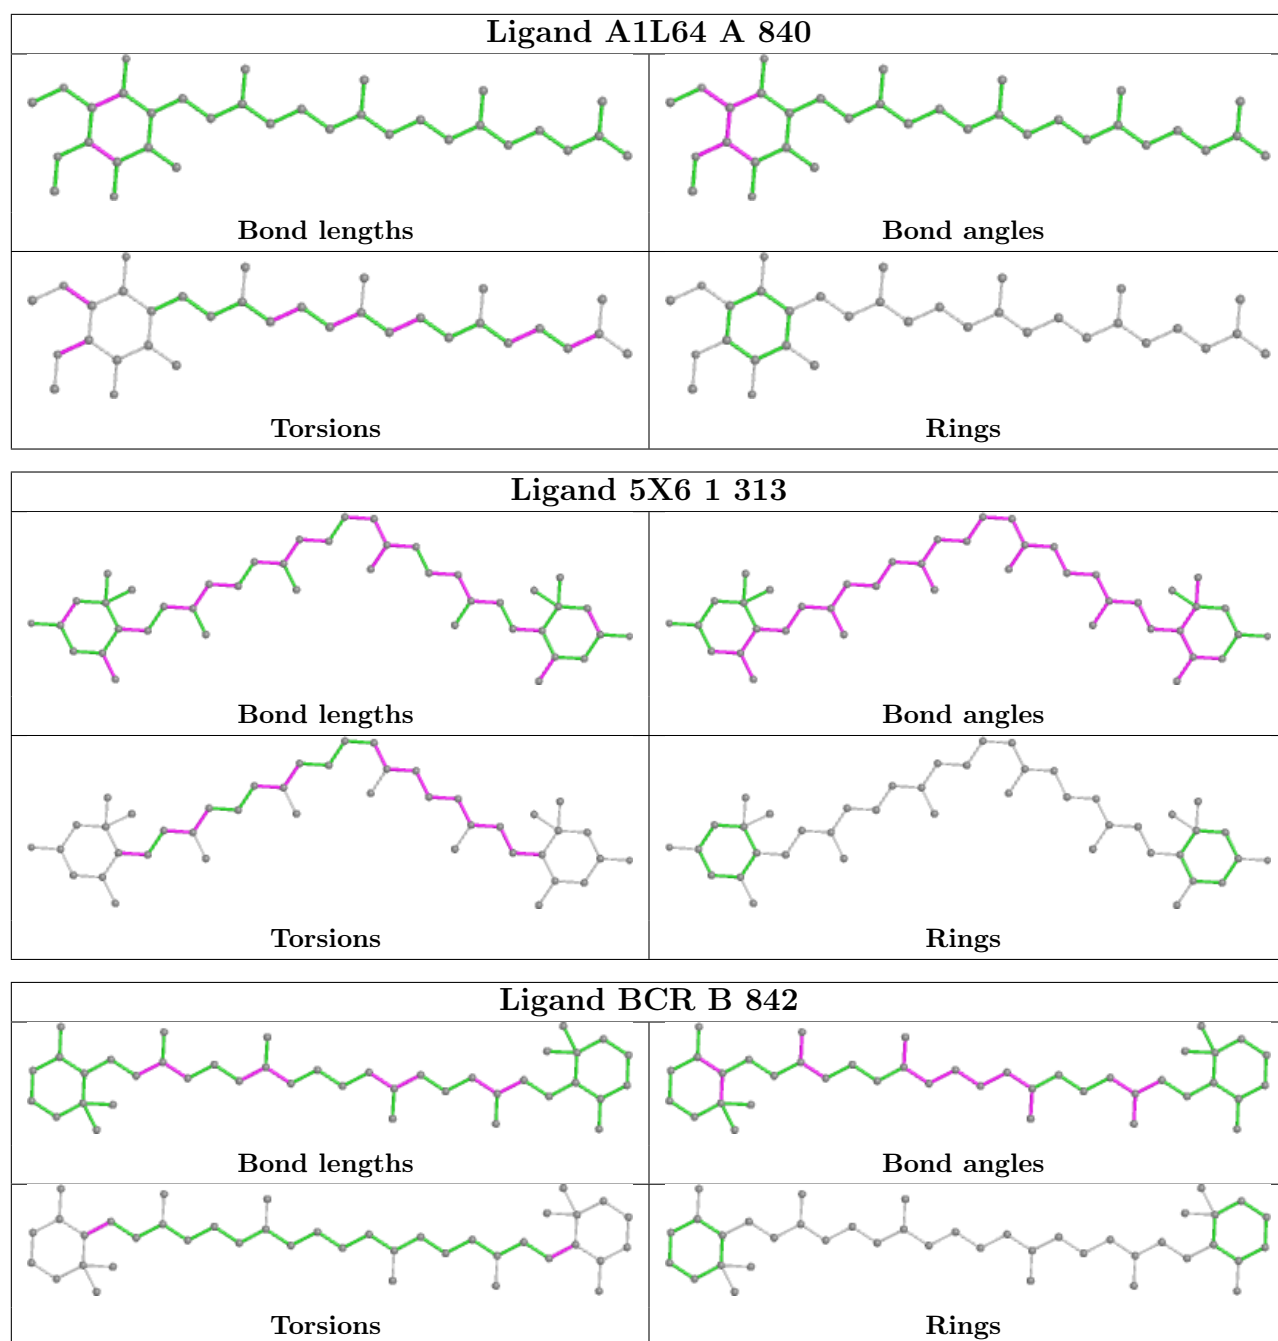 Ligand A1L64 A 840
Bond lengths
Bond angles
Torsions
Rings
Ligand 5X6 1 313
Bond lengths
Bond angles
Torsions
Rings
Ligand BCR B 842
Bond lengths
Bond angles
Torsions
Rings